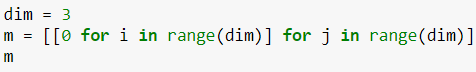 dim = 3
m = [[0 for i in range(dim)] for j in range(dim)]
m